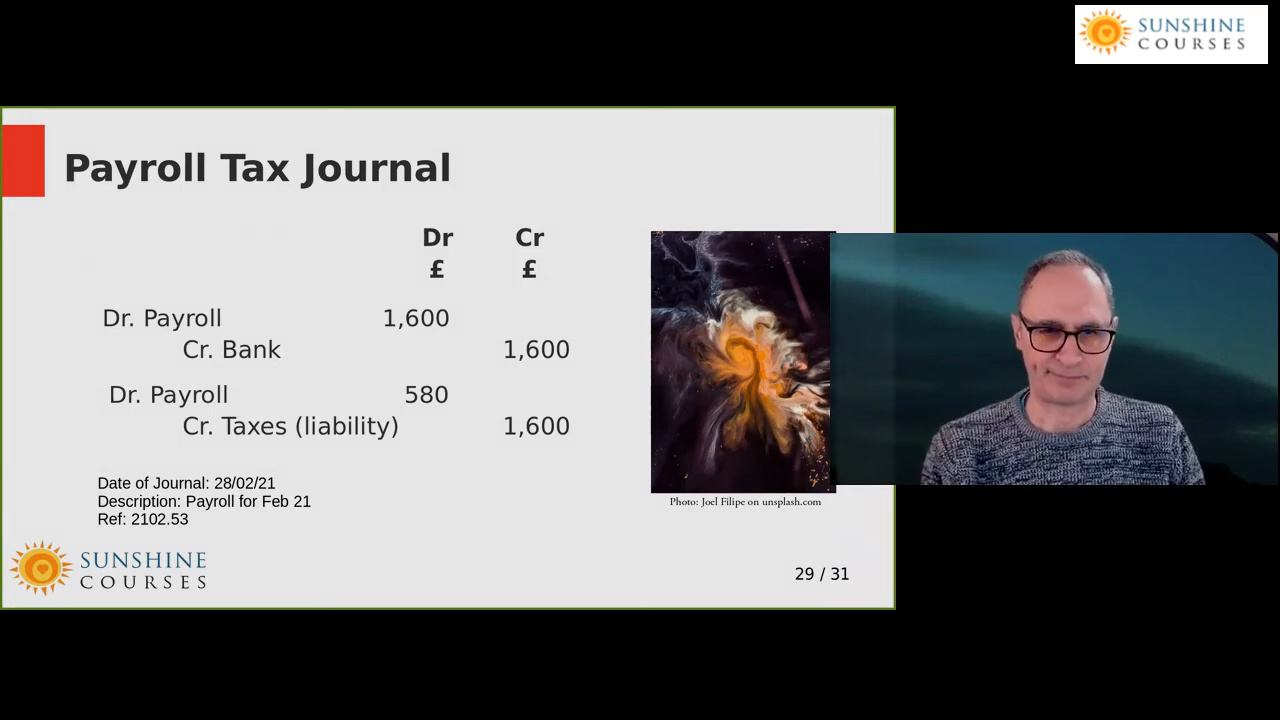 SUNSHINE
COURSES
Payroll Tax Journal
Dr Cr
£ £
Dr. Payroll 1,600
Cr. Bank 1,600
Dr. Payroll 580
Cr. Taxes (liability) 1,600
Date of Journal: 28/02/21
Description: Payroll for Feb 21
Ref: 2102.53
Photo: Joel Filipe on unsplash.com
SUNSHINE
COURSES
29 / 31